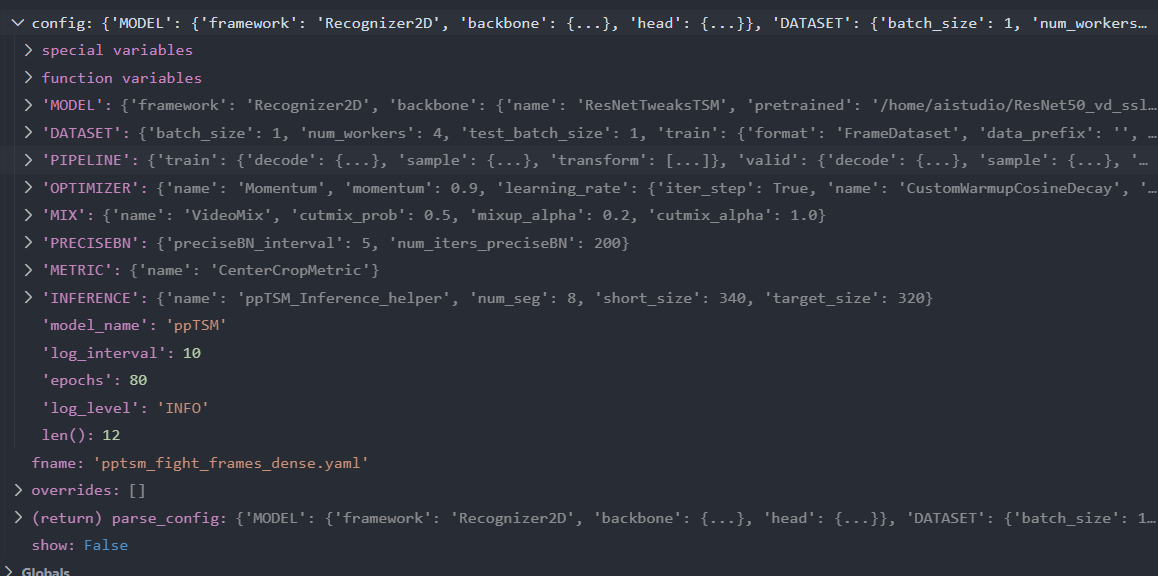 config: {'MODEL': {'framework': 'Recognizer2D', 'backbone': {...}, 'head': {...}}, 'DATASET': {'batch_size': 1, 'num_workers…
special variables
function variables
'MODEL': {'framework': 'Recognizer2D', 'backbone': {'name': 'ResNetTweaksTSM', 'pretrained': '/home/aistudio/ResNet50_vd_ssl…
'DATASET': {'batch_size': 1, 'num_workers': 4, 'test_batch_size': 1, 'train': {'format': 'FrameDataset', 'data_prefix': '', …
'PIPELINE': {'train': {'decode': {...}, 'sample': {...}, 'transform': [...]}, 'valid': {'decode': {...}, 'sample': {...}, '…
'OPTIMIZER': {'name': 'Momentum', 'momentum': 0.9, 'learning_rate': {'iter_step': True, 'name': 'CustomWarmupCosineDecay', '…
'MIX': {'name': 'VideoMix', 'cutmix_prob': 0.5, 'mixup_alpha': 0.2, 'cutmix_alpha': 1.0}
'PRECISEBN': {'preciseBN_interval': 5, 'num_iters_preciseBN': 200}
'METRIC': {'name': 'CenterCropMetric'}
'INFERENCE': {'name': 'ppTSM_Inference_helper', 'num_seg': 8, 'short_size': 340, 'target_size': 320}
'model_name': 'ppTSM'
'log_interval': 10
'epochs': 80
'log_level': 'INFO'
len(): 12
fname: 'pptsm_fight_frames_dense.yaml'
overrides: []
(return) parse_config: {'MODEL': {'framework': 'Recognizer2D', 'backbone': {...}, 'head': {...}}, 'DATASET': {'batch_size': 1…
show: False
Globals